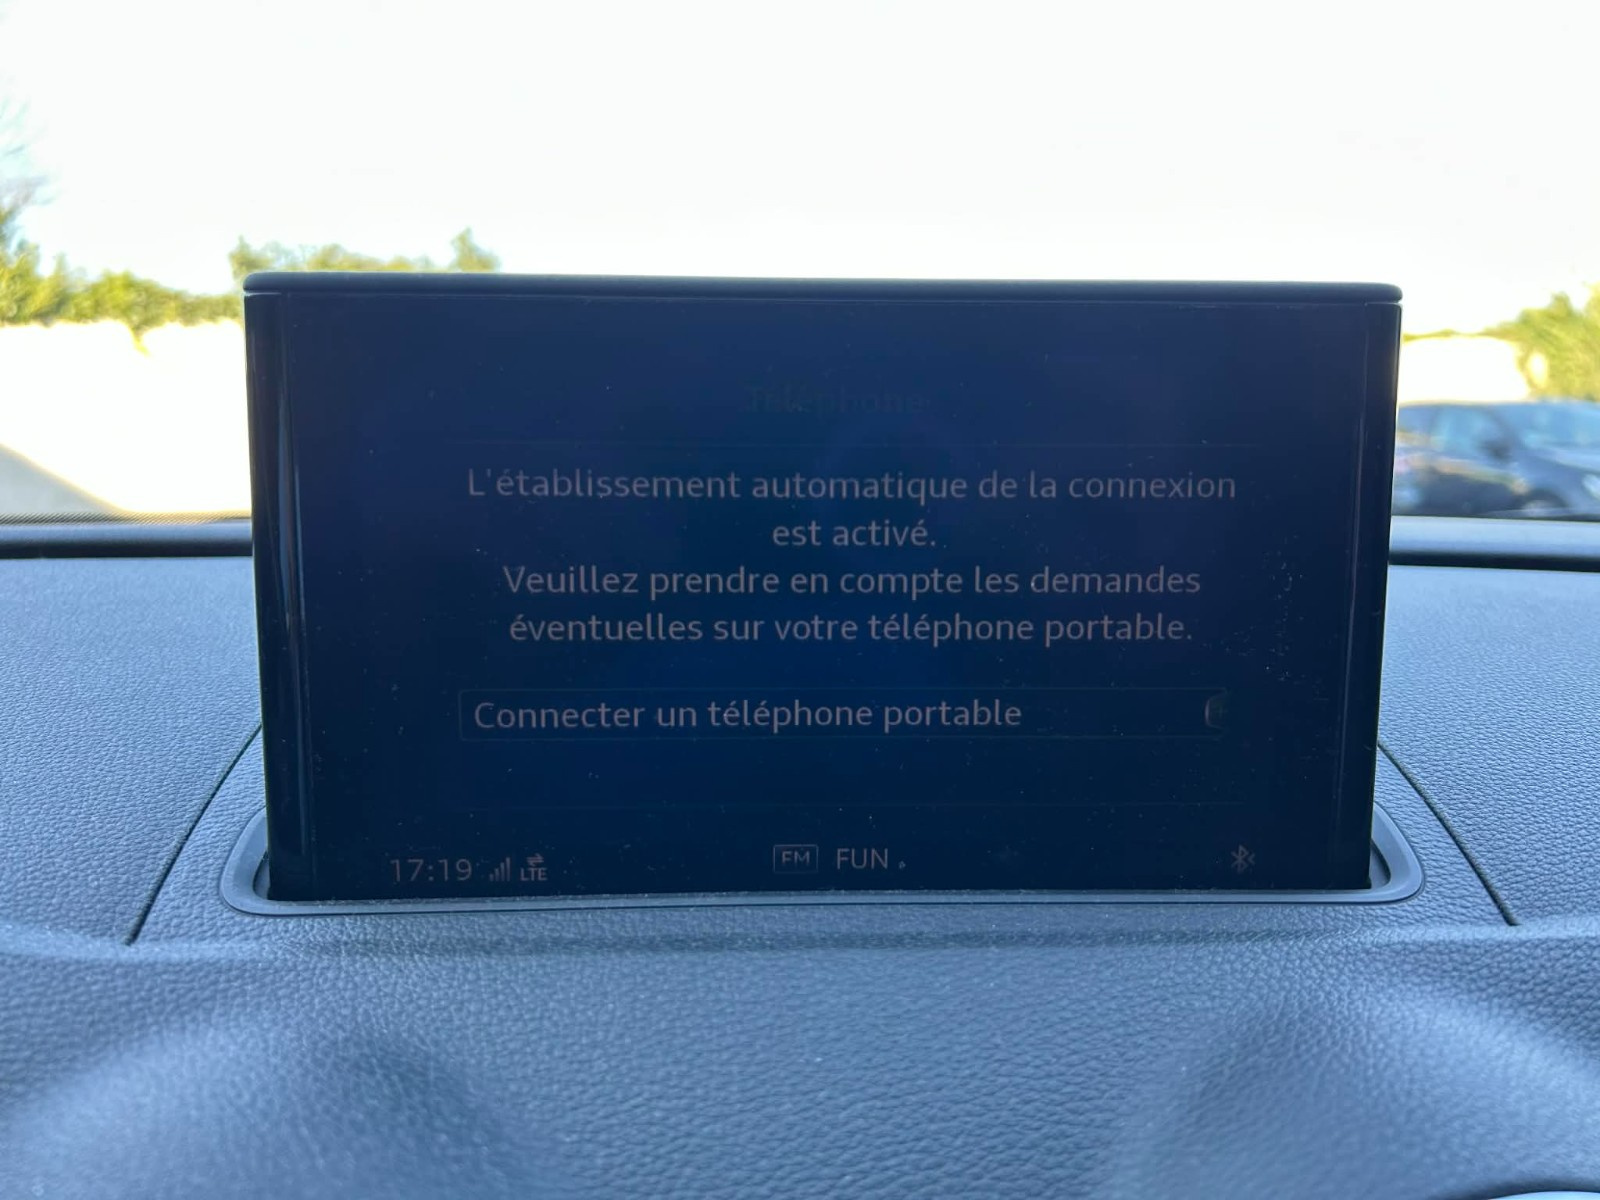 Téléphone
L'établissement automatique de la connexion
est activé.
Veuillez prendre en compte les demandes
éventuelles sur votre téléphone portable.
Connecter un téléphone portable
17:19 LTE
FM FUN